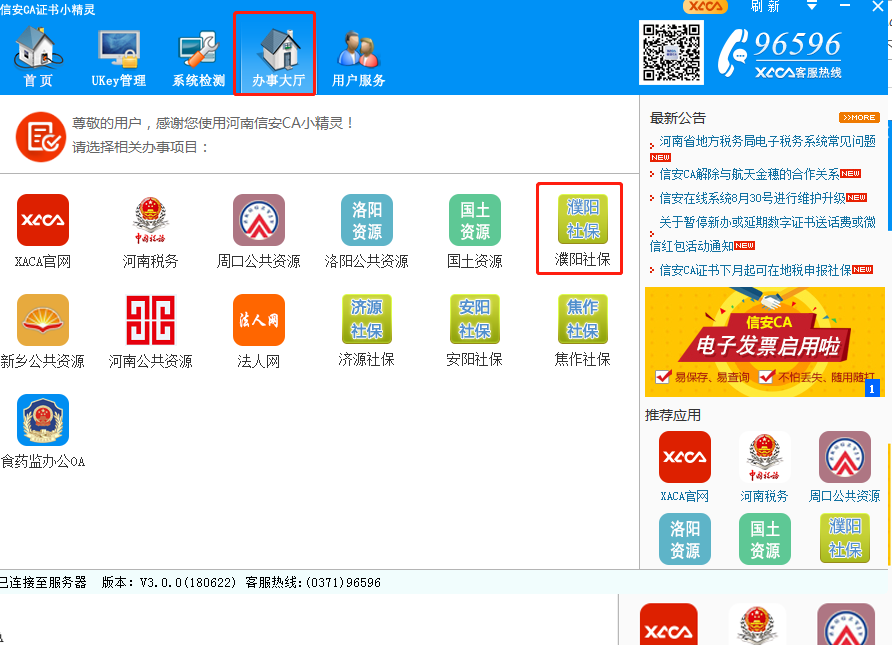 信安CA证书小精灵
XACA
刷 新
首 页
UKey管理
系统检测
办事大厅
用户服务
96596
XACA客服热线
尊敬的用户，感谢您使用河南信安CA小精灵！
请选择相关办事项目：
XACA
XACA官网
中国税务
河南税务
周口公共资源
洛阳
资源
洛阳公共资源
国土
资源
国土资源
濮阳
社保
濮阳社保
新乡公共资源
河南公共资源
法人网
法人网
济源
社保
济源社保
安阳
社保
安阳社保
焦作
社保
焦作社保
食药监办公OA
最新公告
>>MORE
河南省地方税务局电子税务系统常见问题
NEW
信安CA解除与航天金穗的合作关系NEW
信安在线系统8月30号进行维护升级NEW
关于暂停新办或延期数字证书送话费或微
信红包活动通知NEW
信安CA证书下月起可在地税申报社保NEW
信安CA
电子发票启用啦
易保存、易查询 不怕丢失、随用随打
1
推荐应用
XACA
XACA官网
中国税务
河南税务
周口公共资源
洛阳
资源
国土
资源
濮阳
社保
已连接至服务器 版本：V3.0.0(180622) 客服热线:(0371)96596
XACA